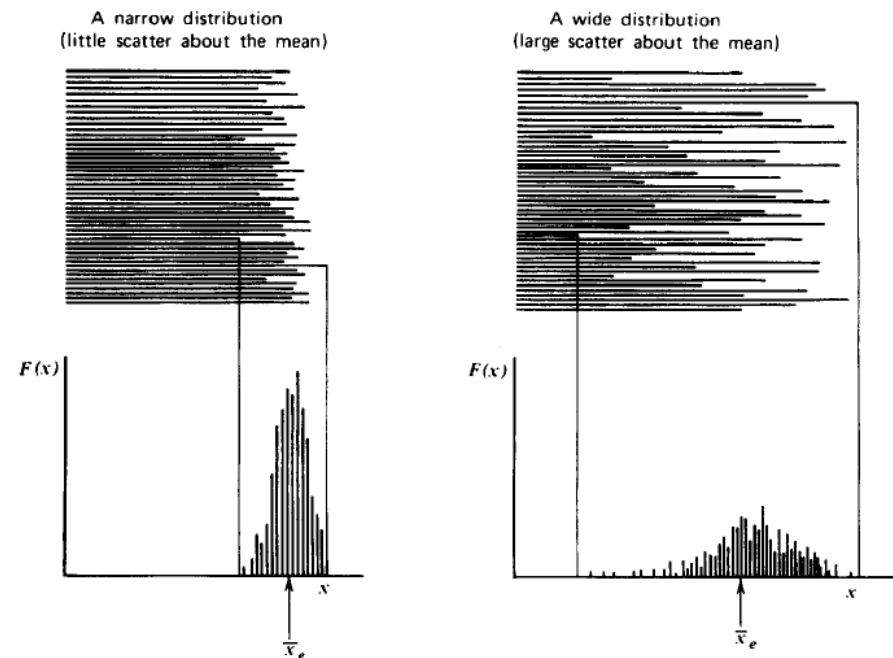 A narrow distribution
(little scatter about the mean)
A wide distribution
(large scatter about the mean)
F(x)
x
x̄e
F(x)
x
x̄e